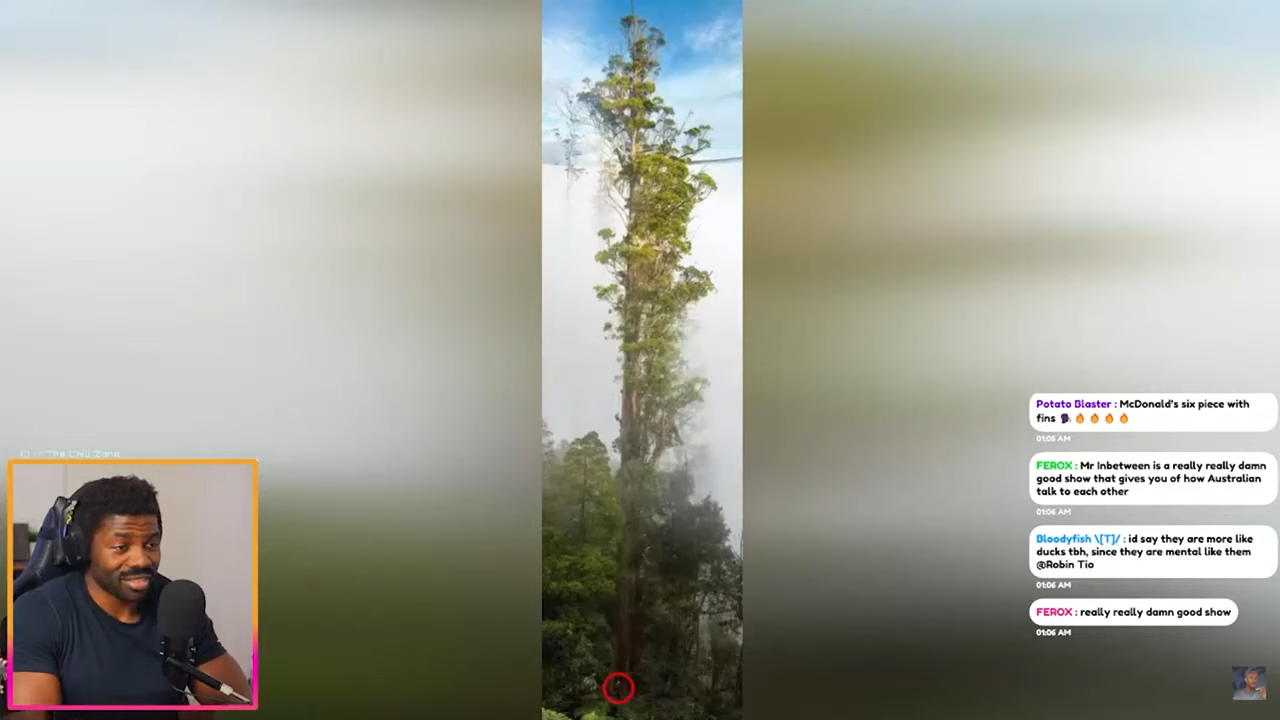 The Chill Zone
Potato Blaster : McDonald's six piece with
fins
01:05 AM
FEROX : Mr Inbetween is a really really damn
good show that gives you of how Australian
talk to each other
01:06 AM
Bloodyfish \[T]/ : id say they are more like
ducks tbh, since they are mental like them
@Robin Tio
01:06 AM
FEROX : really really damn good show
01:06 AM